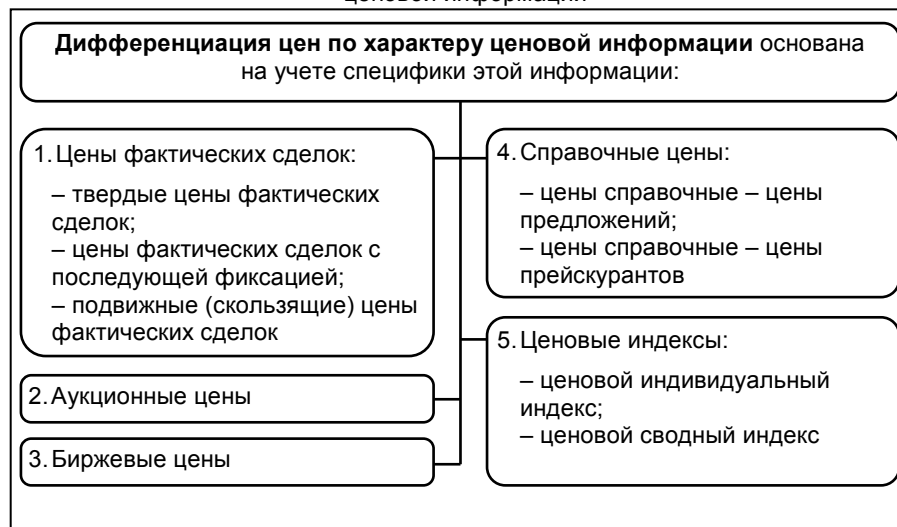 ценовой информации
Дифференциация цен по характеру ценовой информации основана
на учете специфики этой информации:
1. Цены фактических сделок:
– твердые цены фактических
сделок;
– цены фактических сделок с
последующей фиксацией;
– подвижные (скользящие) цены
фактических сделок
2. Аукционные цены
3. Биржевые цены
4. Справочные цены:
– цены справочные – цены
предложений;
– цены справочные – цены
прейскурантов
5. Ценовые индексы:
– ценовой индивидуальный
индекс;
– ценовой сводный индекс